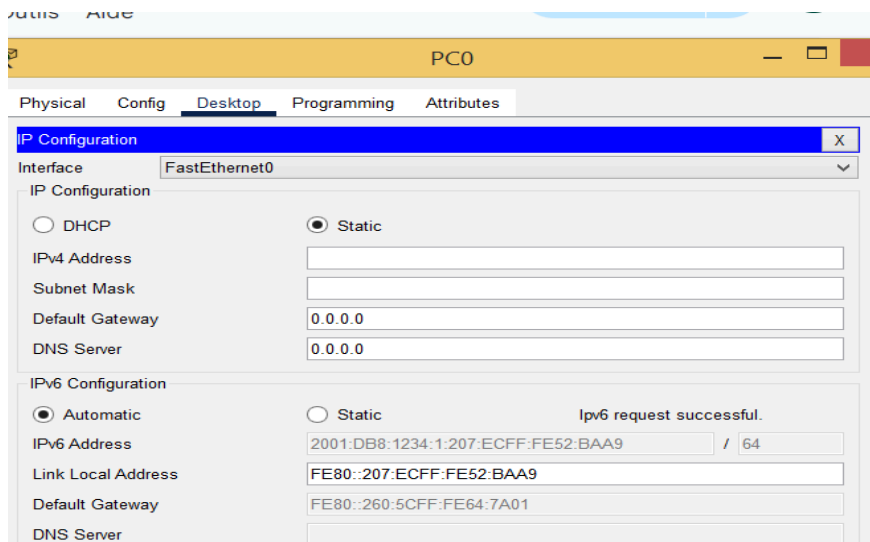 Outils Aide
PC0
Physical Config Desktop Programming Attributes
IP Configuration X
Interface FastEthernet0
IP Configuration
DHCP Static
IPv4 Address
Subnet Mask
Default Gateway 0.0.0.0
DNS Server 0.0.0.0
IPv6 Configuration
Automatic Static Ipv6 request successful.
IPv6 Address 2001:DB8:1234:1:207:ECFF:FE52:BAA9 / 64
Link Local Address FE80::207:ECFF:FE52:BAA9
Default Gateway FE80::260:5CFF:FE64:7A01
DNS Server